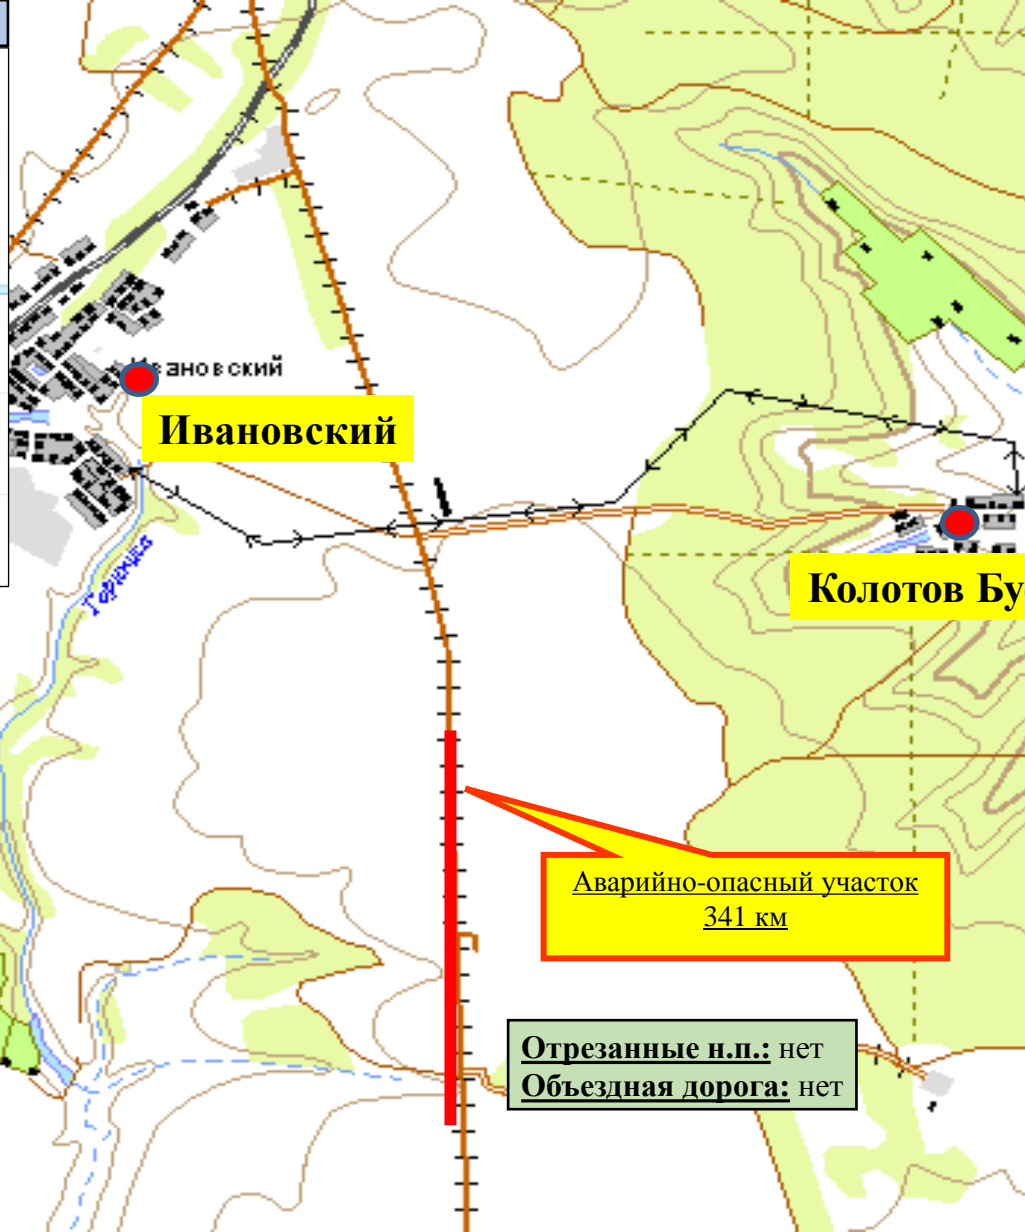 Ивановский
Ивановский
Колотов Бу
Аварийно-опасный участок
341 км
Отрезанные н.п.: нет
Объездная дорога: нет